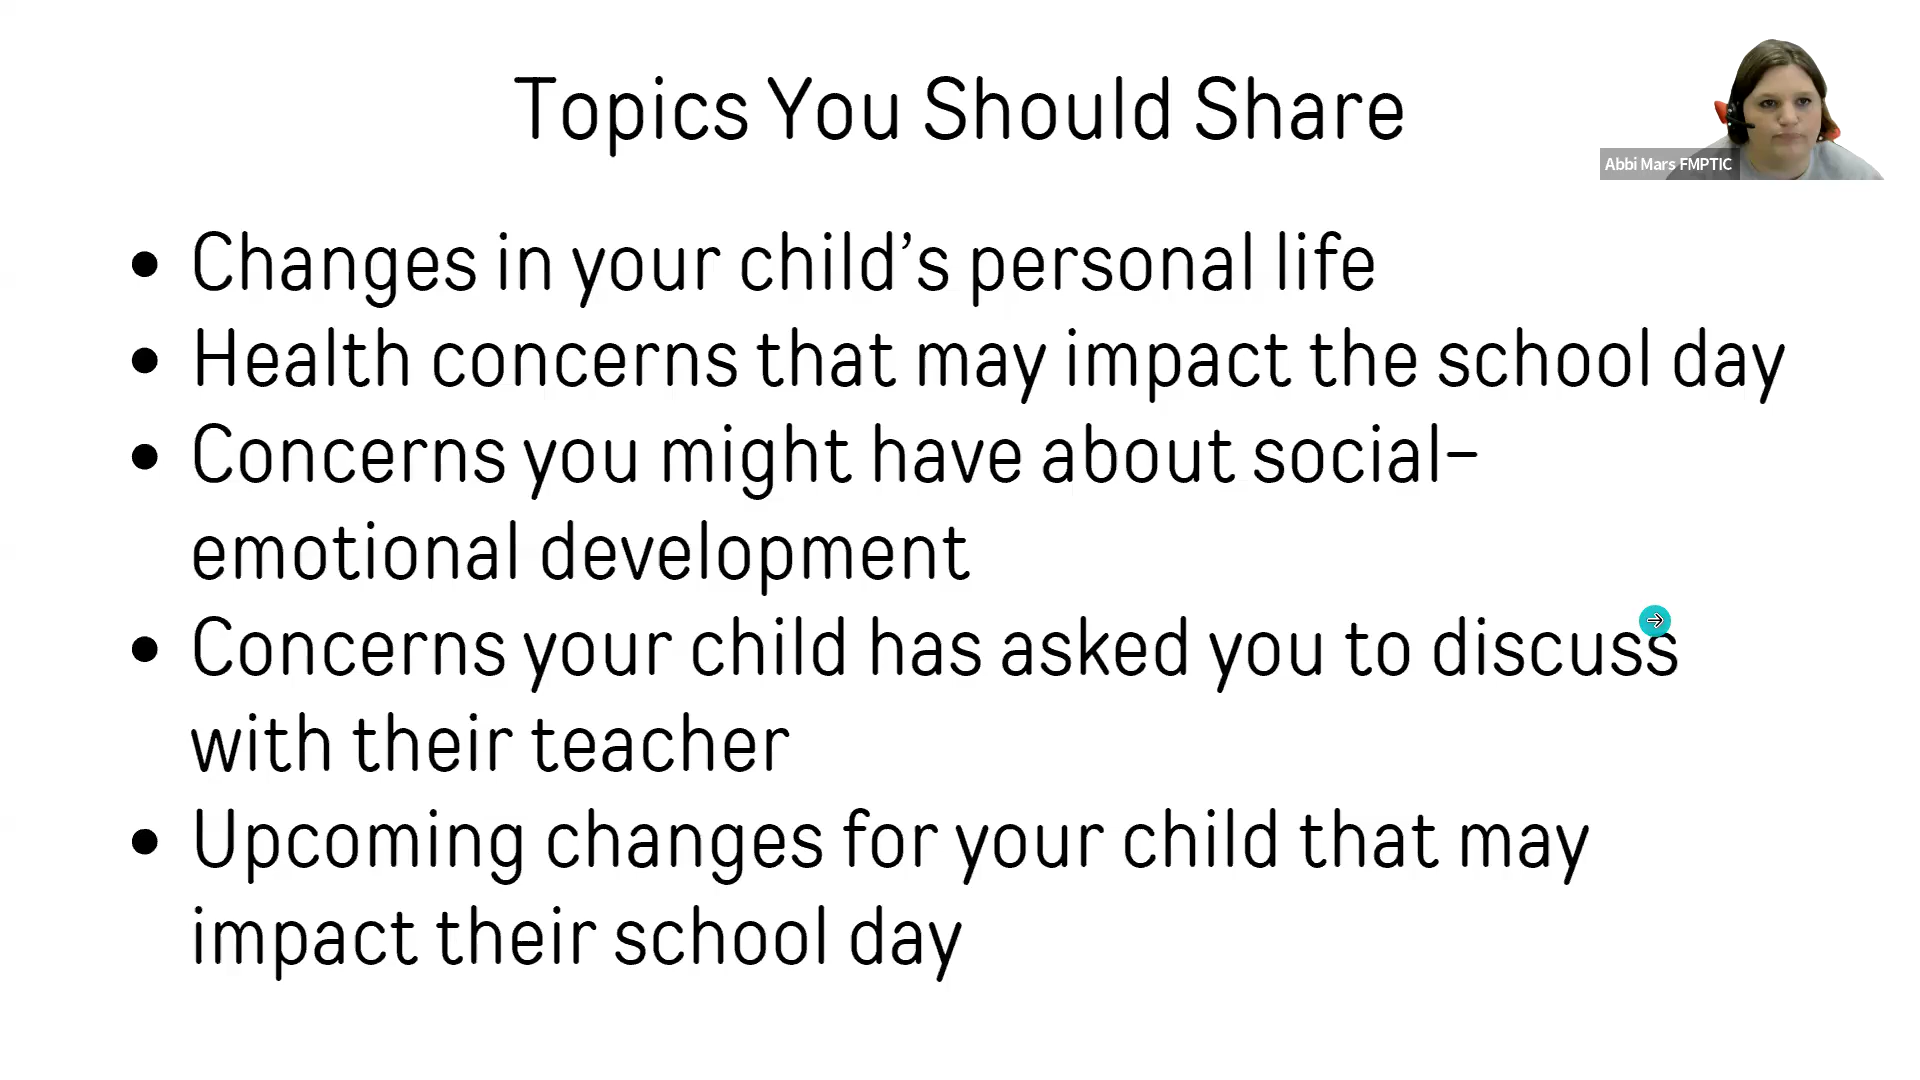 Topics You Should Share
Abbi Mars FMPTIC
• Changes in your child’s personal life
• Health concerns that may impact the school day
• Concerns you might have about social-
emotional development
• Concerns your child has asked you to discuss
with their teacher
• Upcoming changes for your child that may
impact their school day